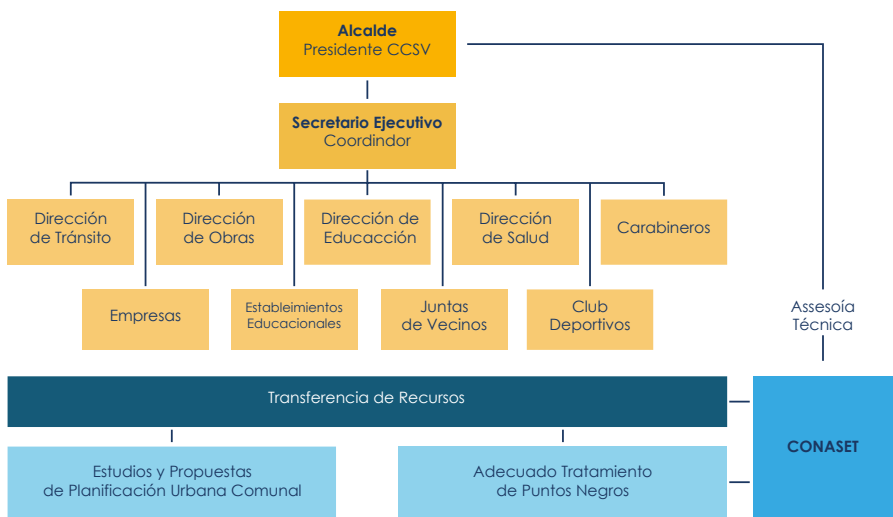 Alcalde
Presidente CCSV
Secretario Ejecutivo
Coordindor
Dirección
de Tránsito
Dirección
de Obras
Dirección de
Educacción
Dirección
de Salud
Carabineros
Empresas
Estableimientos
Educacionales
Juntas
de Vecinos
Club
Deportivos
Assesoía
Técnica
Transferencia de Recursos
CONASET
Estudios y Propuestas
de Planificación Urbana Comunal
Adecuado Tratamiento
de Puntos Negros